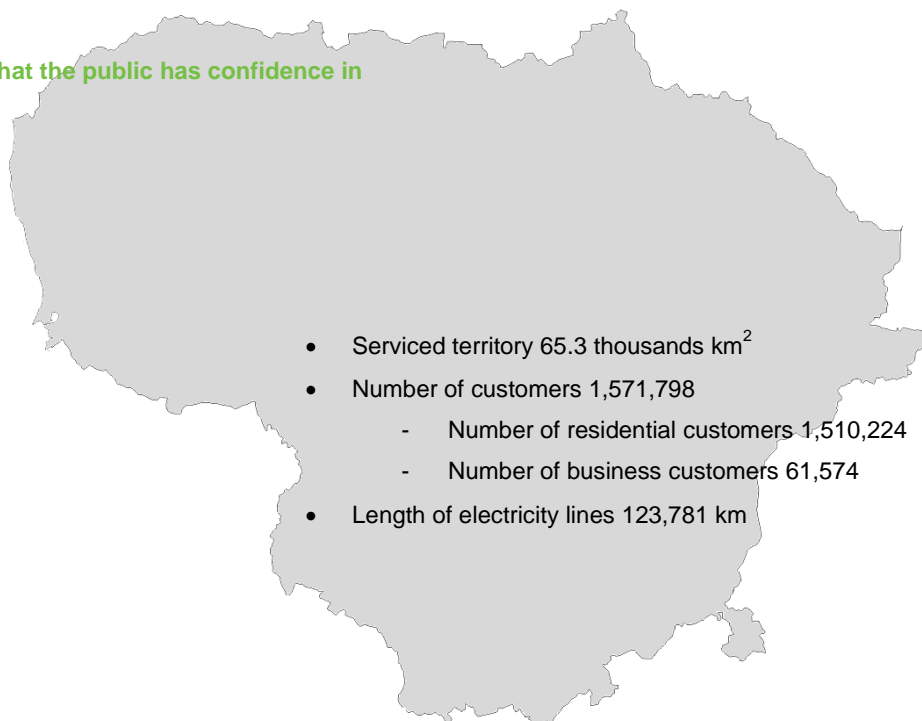 hat the public has confidence in
• Serviced territory 65.3 thousands km²
• Number of customers 1,571,798
- Number of residential customers 1,510,224
- Number of business customers 61,574
• Length of electricity lines 123,781 km